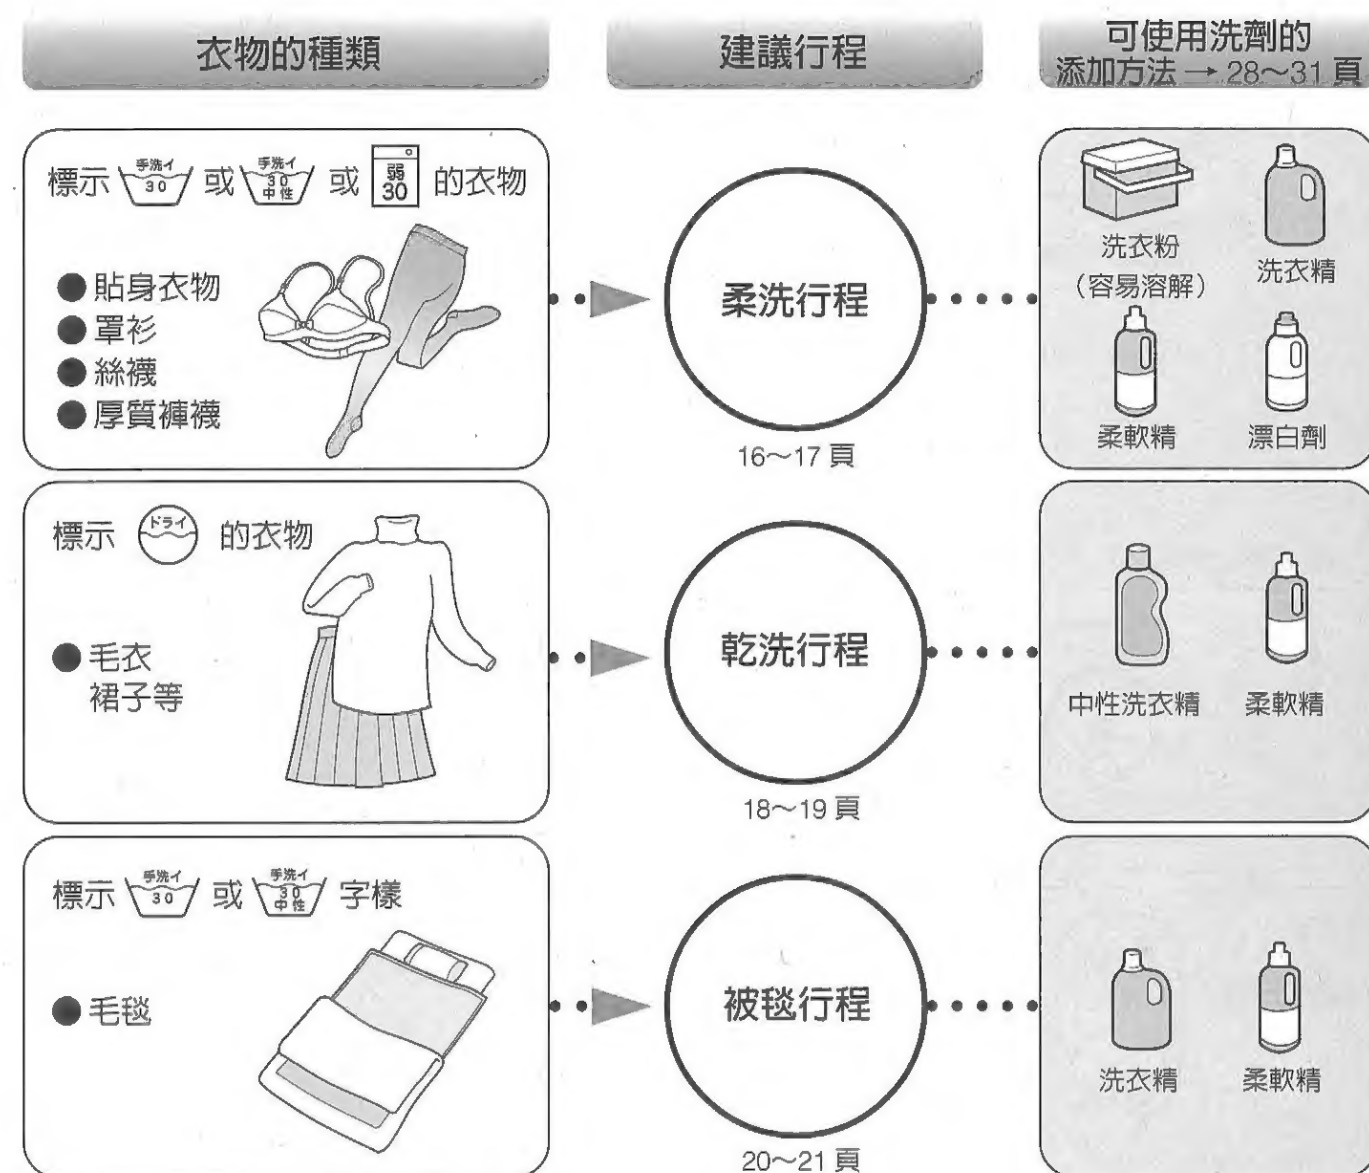 衣物的種類
建議行程
可使用洗劑的
添加方法 → 28～31 頁
標示 手洗イ 30 或 手洗イ 30 中性 或 弱 30 的衣物
●貼身衣物
●罩衫
●絲襪
●厚質褲襪
柔洗行程
16～17 頁
洗衣粉
（容易溶解）
洗衣精
柔軟精
漂白劑
標示 ドライ 的衣物
●毛衣
裙子等
乾洗行程
18～19 頁
中性洗衣精
柔軟精
標示 手洗イ 30 或 手洗イ 30 中性 字樣
●毛毯
被毯行程
20～21 頁
洗衣精
柔軟精